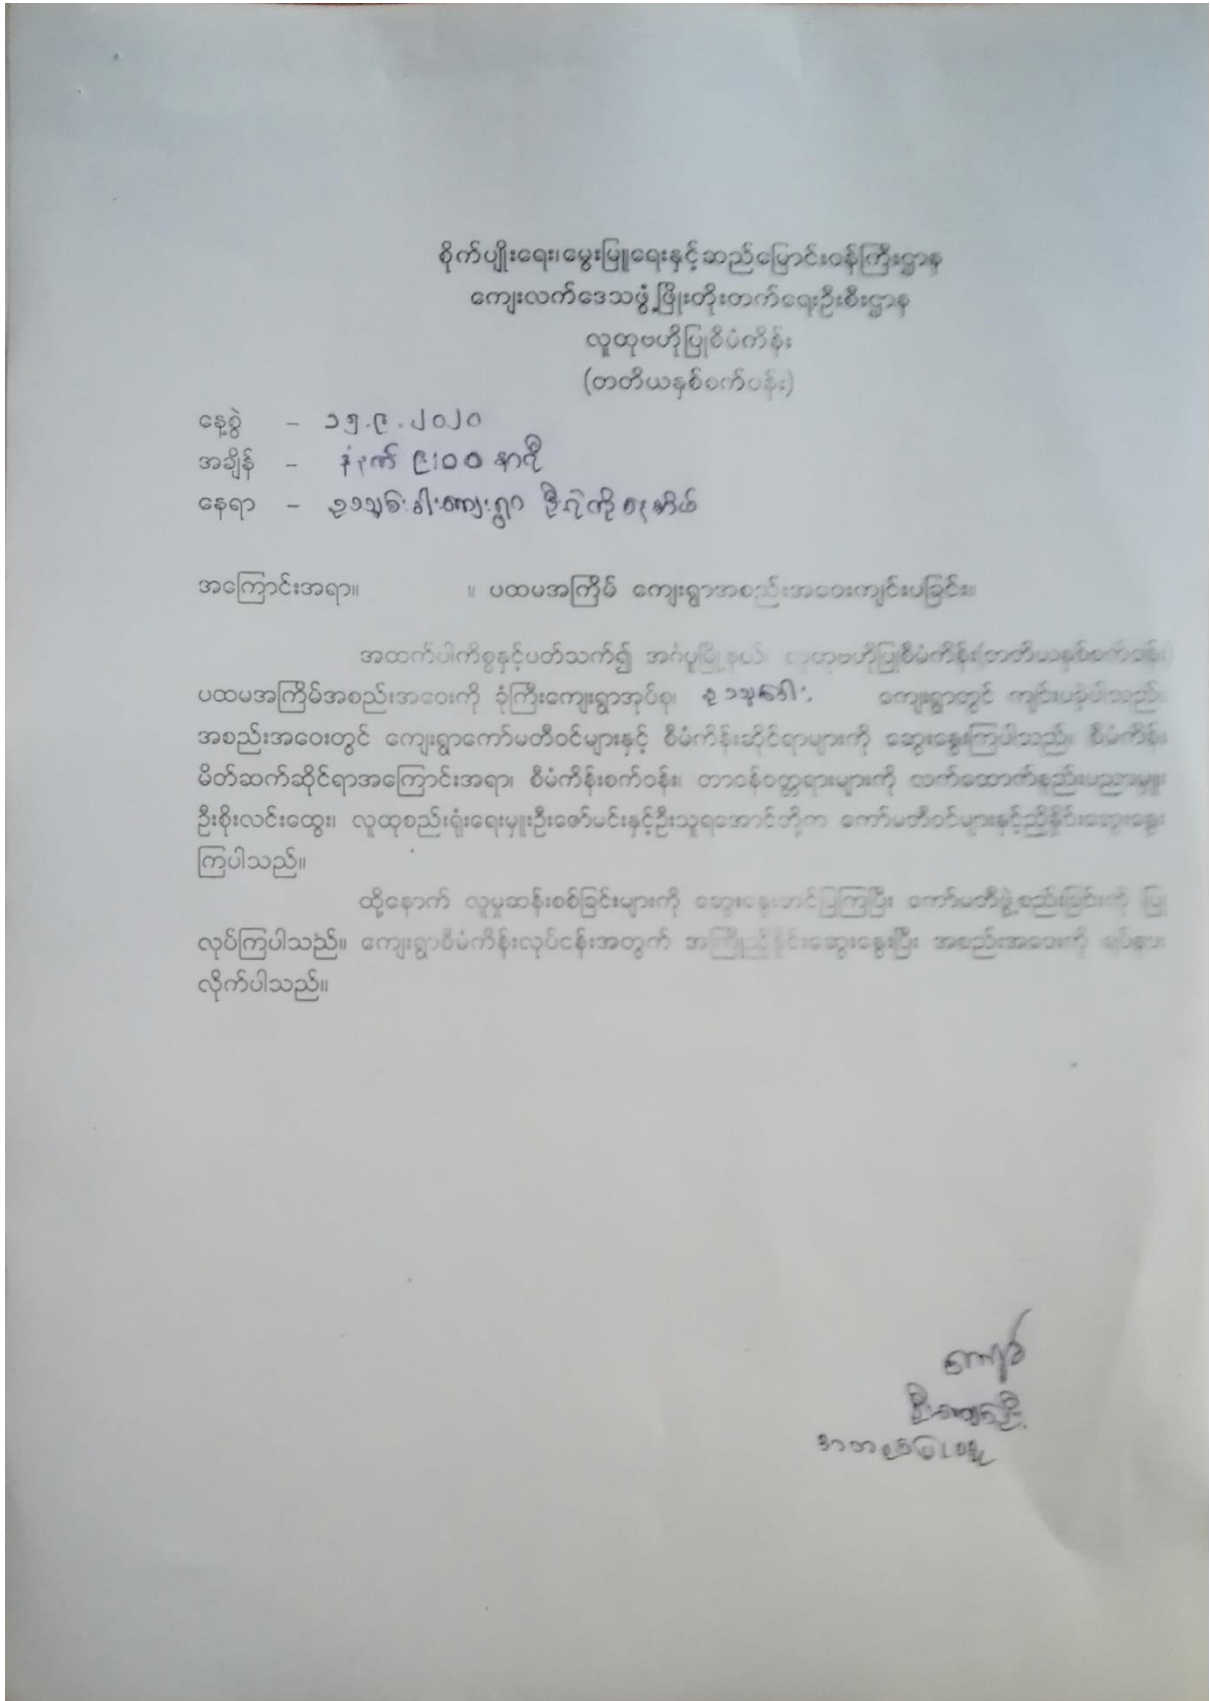 စိုက်ပျိုးရေး၊မွေးမြူရေးနှင့်ဆည်မြောင်းဝန်ကြီးဌာန
ကျေးလက်ဒေသဖွံ့ဖြိုးတိုးတက်ရေးဦးစီးဌာန
လူထုဗဟိုပြုစီမံကိန်း
(တတိယနှစ်စက်ဝန်း)
နေ့စွဲ - ၁၅.၉.၂၀၂၀
အချိန် - နံနက် ၉:၀၀ နာရီ
နေရာ -
အကြောင်းအရာ။ ။ ပထမအကြိမ် ကျေးရွာအစည်းအဝေးကျင်းပခြင်း။
အထက်ပါကိစ္စနှင့်ပတ်သက်၍ အင်္ဂပူမြို့နယ်၊ လူထုဗဟိုပြုစီမံကိန်း(တတိယနှစ်စက်ဝန်း)
ပထမအကြိမ်အစည်းအဝေးကို ခုံကြီးကျေးရွာအုပ်စု၊ ကျေးရွာတွင် ကျင်းပခဲ့ပါသည်။
အစည်းအဝေးတွင် ကျေးရွာကော်မတီဝင်များနှင့် စီမံကိန်းဆိုင်ရာများကို ဆွေးနွေးကြပါသည်။ စီမံကိန်း
မိတ်ဆက်ဆိုင်ရာအကြောင်းအရာ၊ စီမံကိန်းစက်ဝန်း၊ တာဝန်ဝတ္တရားများကို လက်ထောက်နည်းပညာမှူး
ဦးစိုးလင်းထွေး၊ လူထုစည်းရုံးရေးမှူးဦးဇော်မင်းနှင့်ဦးသူရအောင်တို့က ကော်မတီဝင်များနှင့်ညှိနှိုင်းဆွေးနွေး
ကြပါသည်။
ထို့နောက် လူမှုဆန်းစစ်ခြင်းများကို ဆွေးနွေးတင်ပြကြပြီး ကော်မတီဖွဲ့စည်းခြင်းကို ပြု
လုပ်ကြပါသည်။ ကျေးရွာစီမံကိန်းလုပ်ငန်းအတွက် အကြိုညှိနှိုင်းဆွေးနွေးပြီး အစည်းအဝေးကို ရုပ်နား
လိုက်ပါသည်။